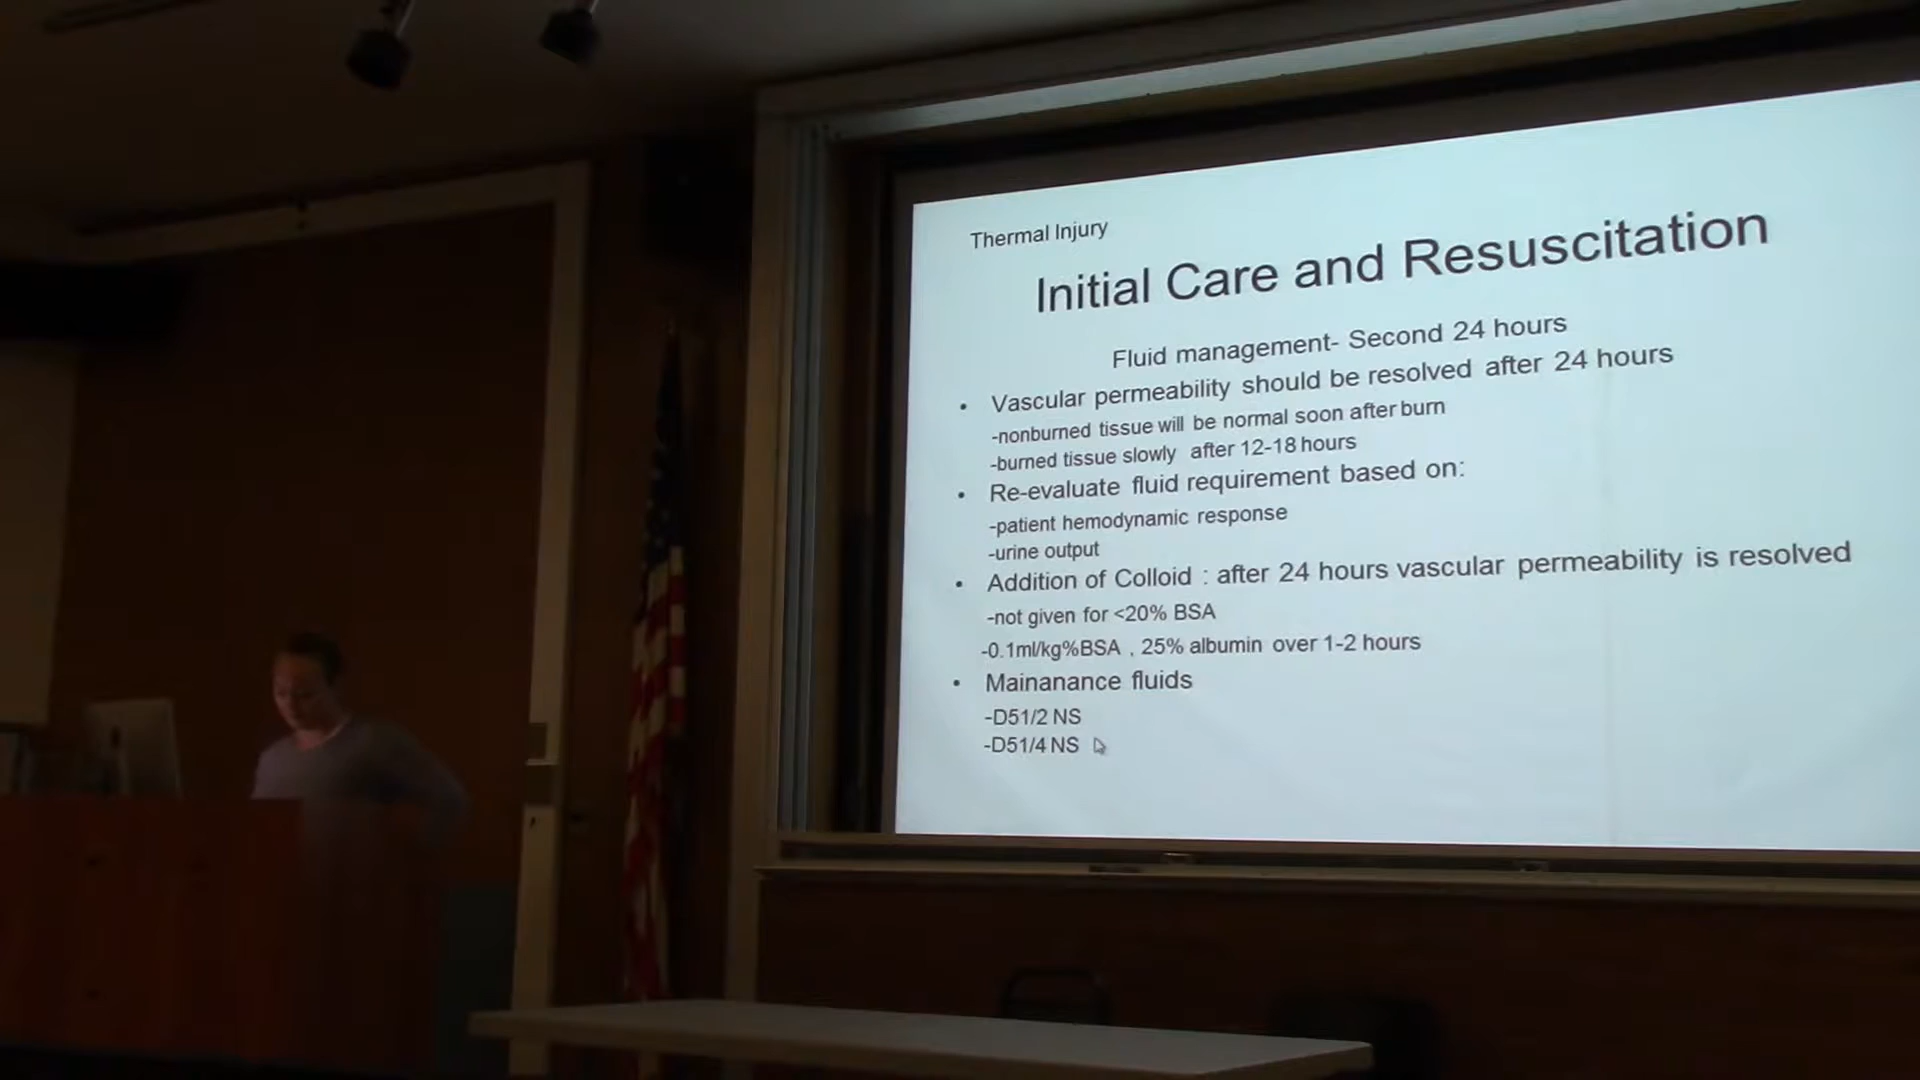 Thermal Injury
Initial Care and Resuscitation
Fluid management- Second 24 hours
• Vascular permeability should be resolved after 24 hours
-nonburned tissue will be normal soon after burn
-burned tissue slowly after 12-18 hours
• Re-evaluate fluid requirement based on:
-patient hemodynamic response
-urine output
• Addition of Colloid : after 24 hours vascular permeability is resolved
-not given for <20% BSA
-0.1ml/kg%BSA , 25% albumin over 1-2 hours
• Mainanance fluids
-D51/2 NS
-D51/4 NS